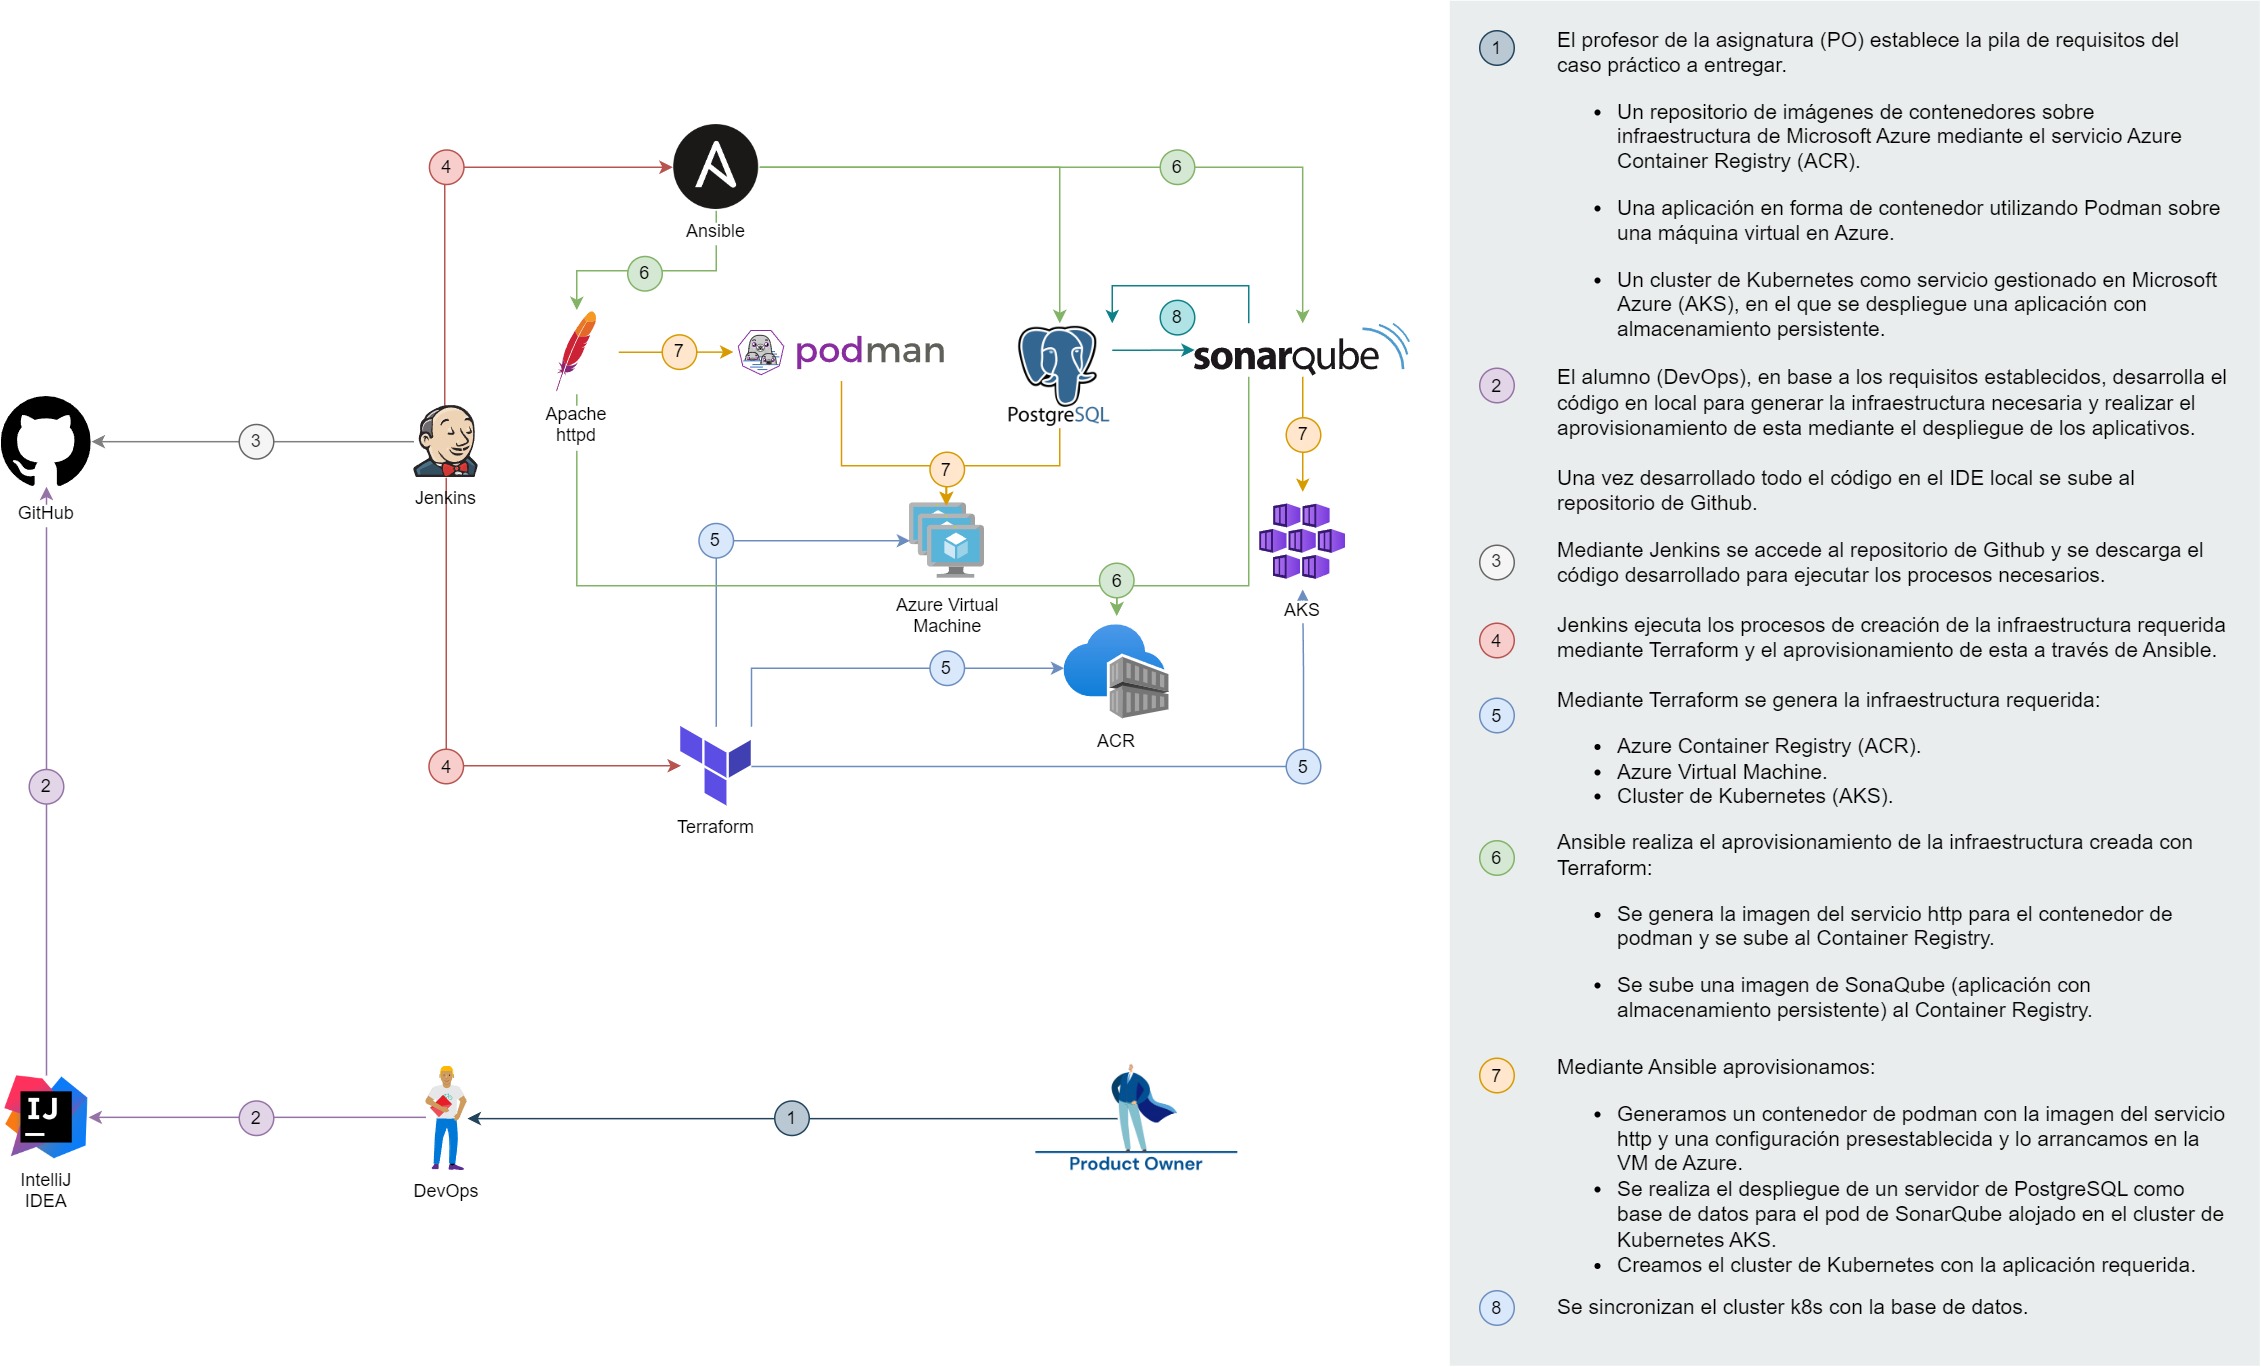 4
Ansible
6
6
Apache
httpd
7
podman
PostgreSQL
8
sonarqube
7
7
GitHub
3
Jenkins
5
Azure Virtual
Machine
6
AKS
5
ACR
4
Terraform
5
2
IJ
IntelliJ
IDEA
2
DevOps
1
Product Owner
1
El profesor de la asignatura (PO) establece la pila de requisitos del
caso práctico a entregar.
• Un repositorio de imágenes de contenedores sobre
infraestructura de Microsoft Azure mediante el servicio Azure
Container Registry (ACR).
• Una aplicación en forma de contenedor utilizando Podman sobre
una máquina virtual en Azure.
• Un cluster de Kubernetes como servicio gestionado en Microsoft
Azure (AKS), en el que se despliegue una aplicación con
almacenamiento persistente.
2
El alumno (DevOps), en base a los requisitos establecidos, desarrolla el
código en local para generar la infraestructura necesaria y realizar el
aprovisionamiento de esta mediante el despliegue de los aplicativos.
Una vez desarrollado todo el código en el IDE local se sube al
repositorio de Github.
3
Mediante Jenkins se accede al repositorio de Github y se descarga el
código desarrollado para ejecutar los procesos necesarios.
4
Jenkins ejecuta los procesos de creación de la infraestructura requerida
mediante Terraform y el aprovisionamiento de esta a través de Ansible.
5
Mediante Terraform se genera la infraestructura requerida:
• Azure Container Registry (ACR).
• Azure Virtual Machine.
• Cluster de Kubernetes (AKS).
6
Ansible realiza el aprovisionamiento de la infraestructura creada con
Terraform:
• Se genera la imagen del servicio http para el contenedor de
podman y se sube al Container Registry.
• Se sube una imagen de SonaQube (aplicación con
almacenamiento persistente) al Container Registry.
7
Mediante Ansible aprovisionamos:
• Generamos un contenedor de podman con la imagen del servicio
http y una configuración presestablecida y lo arrancamos en la
VM de Azure.
• Se realiza el despliegue de un servidor de PostgreSQL como
base de datos para el pod de SonarQube alojado en el cluster de
Kubernetes AKS.
• Creamos el cluster de Kubernetes con la aplicación requerida.
8
Se sincronizan el cluster k8s con la base de datos.